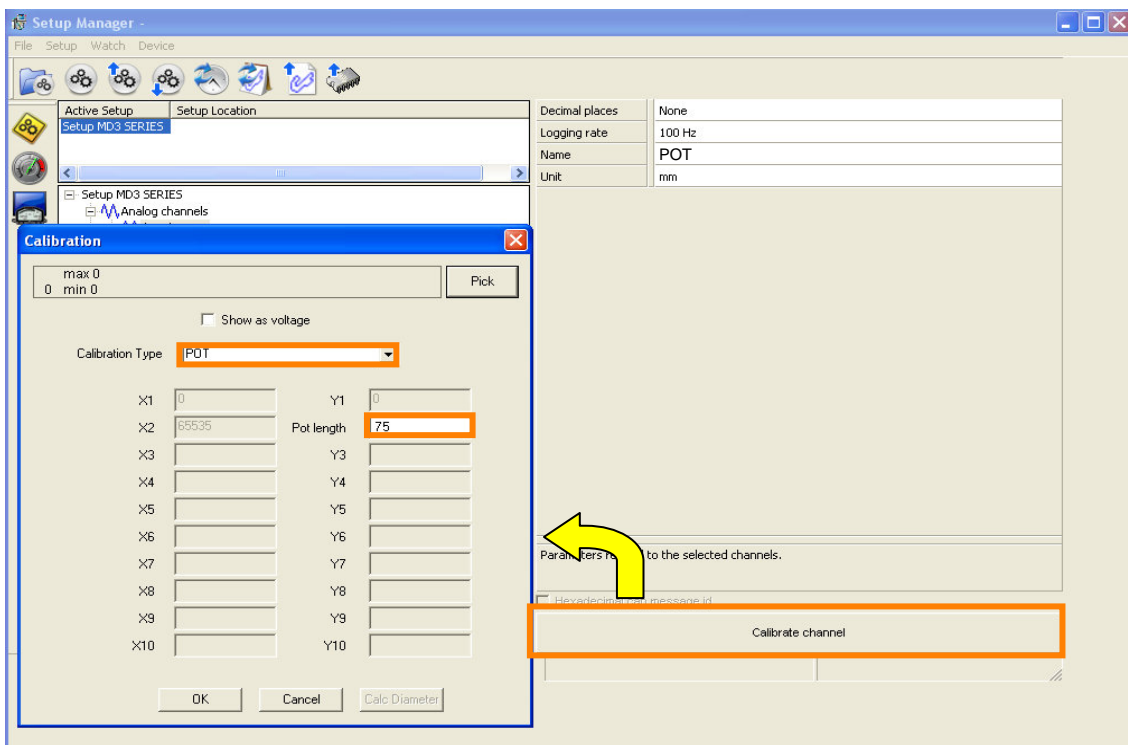 Setup Manager -
File Setup Watch Device
Active Setup Setup Location
Setup MD3 SERIES
Setup MD3 SERIES
Analog channels
Decimal places None
Logging rate 100 Hz
Name POT
Unit mm
Calibration
max 0
0 min 0
Pick
Show as voltage
Calibration Type POT
X1 0 Y1 0
X2 65535 Pot length 75
X3 Y3
X4 Y4
X5 Y5
X6 Y6
X7 Y7
X8 Y8
X9 Y9
X10 Y10
OK Cancel Calc Diameter
to the selected channels.
Hexadecimal message id
Calibrate channel